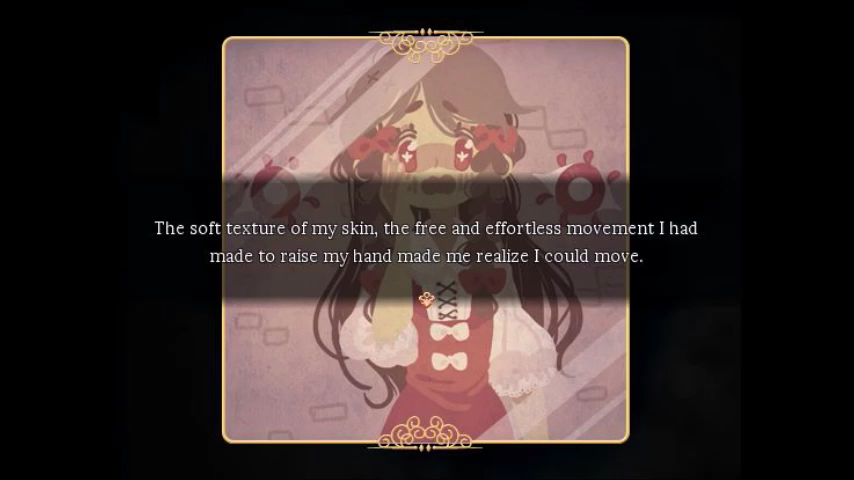 The soft texture of my skin, the free and effortless movement I had
made to raise my hand made me realize I could move.